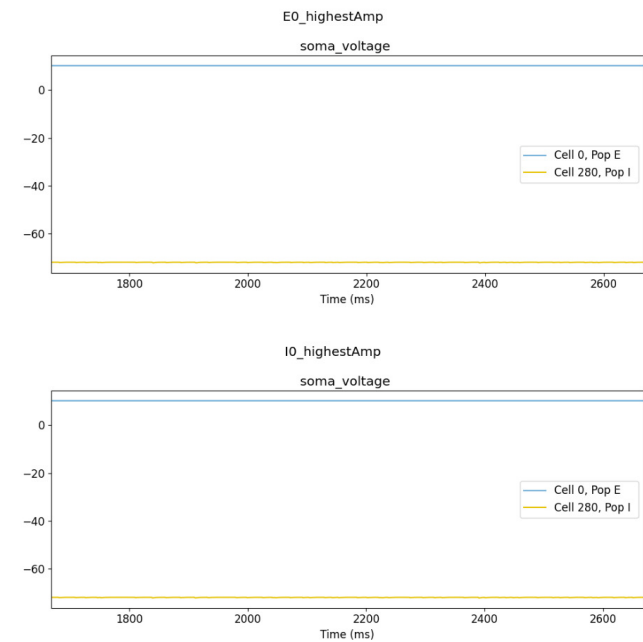 E0_highestAmp
soma_voltage
0
−20
−40
−60
Cell 0, Pop E
Cell 280, Pop I
1800 2000 2200 2400 2600
Time (ms)
I0_highestAmp
soma_voltage
0
−20
−40
−60
Cell 0, Pop E
Cell 280, Pop I
1800 2000 2200 2400 2600
Time (ms)